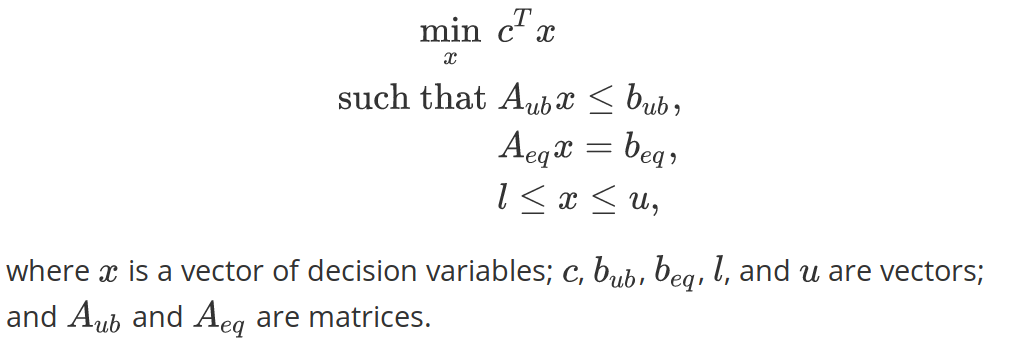 min c^T x
x
such that A_ub x ≤ b_ub,
A_eq x = b_eq,
l ≤ x ≤ u,
where x is a vector of decision variables; c, b_ub, b_eq, l, and u are vectors;
and A_ub and A_eq are matrices.